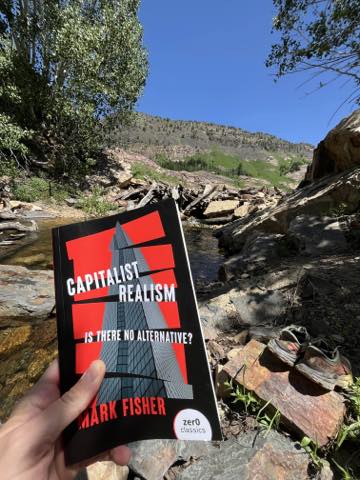 CAPITALIST
REALISM
IS THERE NO ALTERNATIVE?
MARK FISHER
zer0
classics